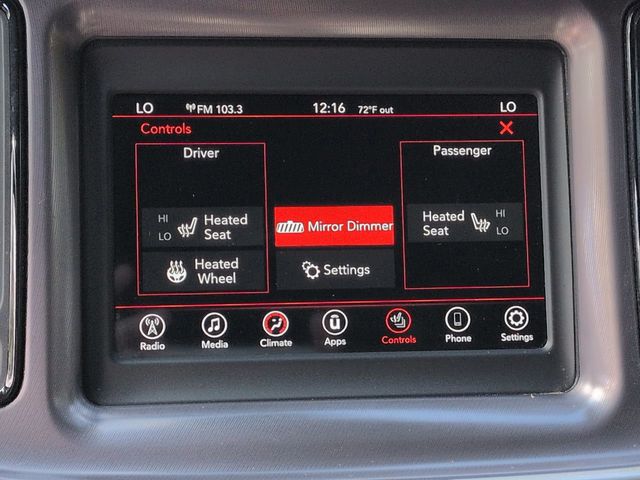 LO FM 103.3 12:16 72°F out LO
Controls
Driver
Passenger
HI
LO
Heated
Seat
Mirror Dimmer
Heated
Seat
HI
LO
Heated
Wheel
Settings
Radio Media Climate Apps Controls Phone Settings